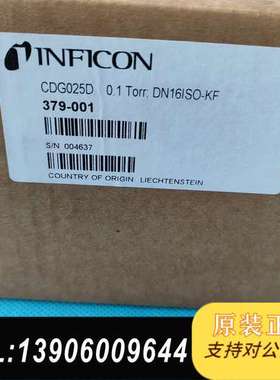 INFICON
CDG025D 0.1 Torr. DN16ISO-KF
379-001
S/N 004637
COUNTRY OF ORIGIN: LIECHTENSTEIN
原装正
支持对公
L:13906009644